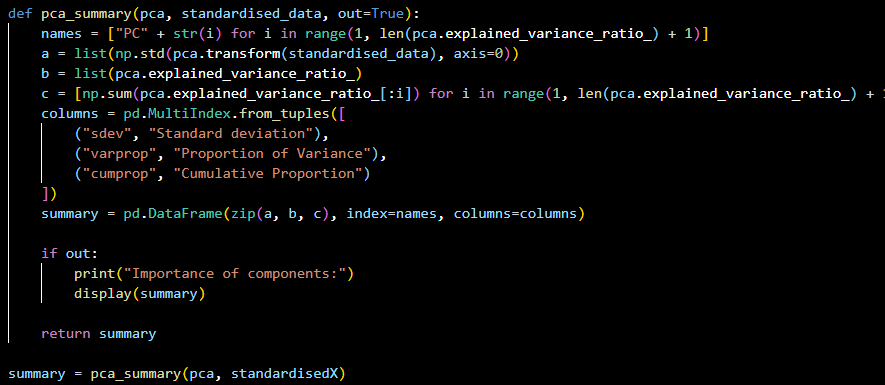 def pca_summary(pca, standardised_data, out=True):
    names = ["PC" + str(i) for i in range(1, len(pca.explained_variance_ratio_) + 1)]
    a = list(np.std(pca.transform(standardised_data), axis=0))
    b = list(pca.explained_variance_ratio_)
    c = [np.sum(pca.explained_variance_ratio_[:i]) for i in range(1, len(pca.explained_variance_ratio_) +
    columns = pd.MultiIndex.from_tuples([
        ("sdev", "Standard deviation"),
        ("varprop", "Proportion of Variance"),
        ("cumprop", "Cumulative Proportion")
    ])
    summary = pd.DataFrame(zip(a, b, c), index=names, columns=columns)
    if out:
        print("Importance of components:")
        display(summary)
    return summary
summary = pca_summary(pca, standardisedX)